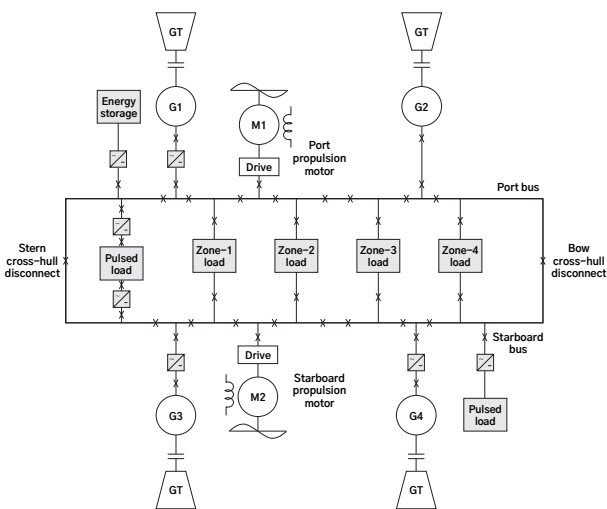 GT
GT
Energy
storage
G1
G2
M1
Port
propulsion
motor
Drive
Port bus
Stern
cross-hull
disconnect
Pulsed
load
Zone-1
load
Zone-2
load
Zone-3
load
Zone-4
load
Bow
cross-hull
disconnect
Starboard
bus
Drive
Starboard
propulsion
motor
M2
G3
G4
Pulsed
load
GT
GT